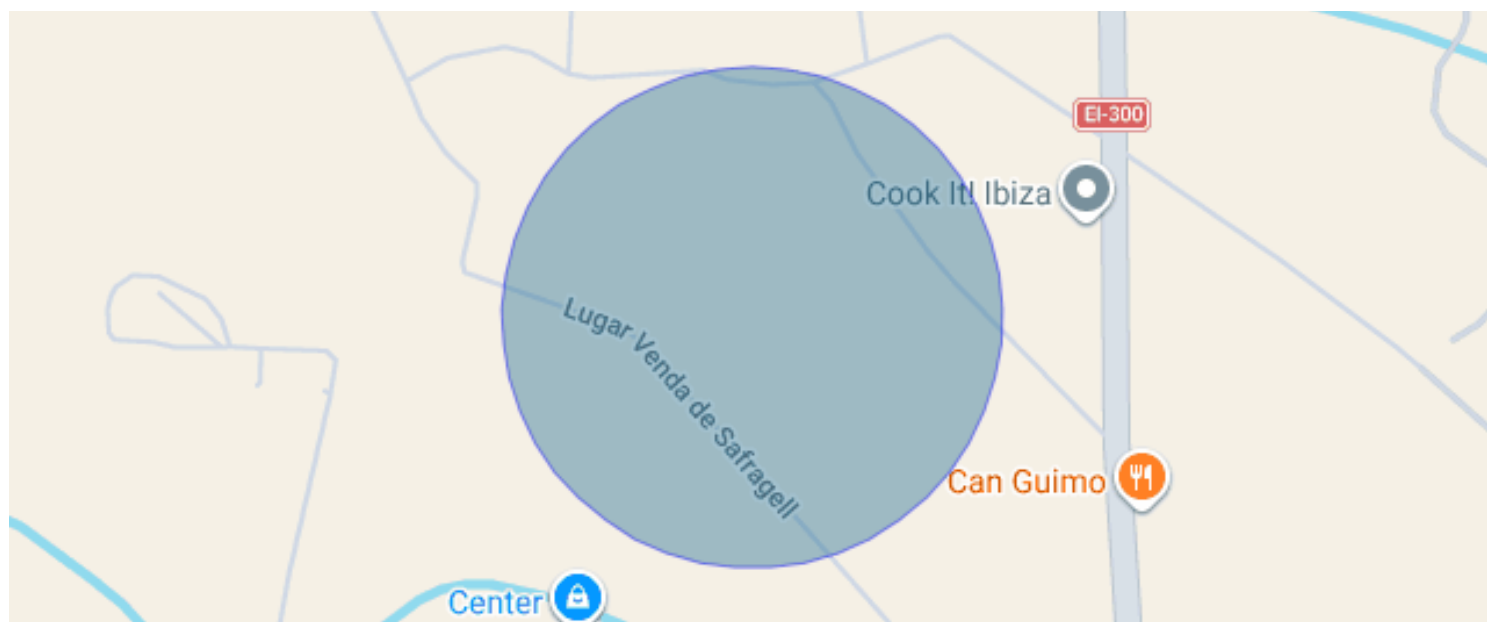 EI-300
Cook It! Ibiza
Lugar Venda de Safragell
Can Guimo
Center